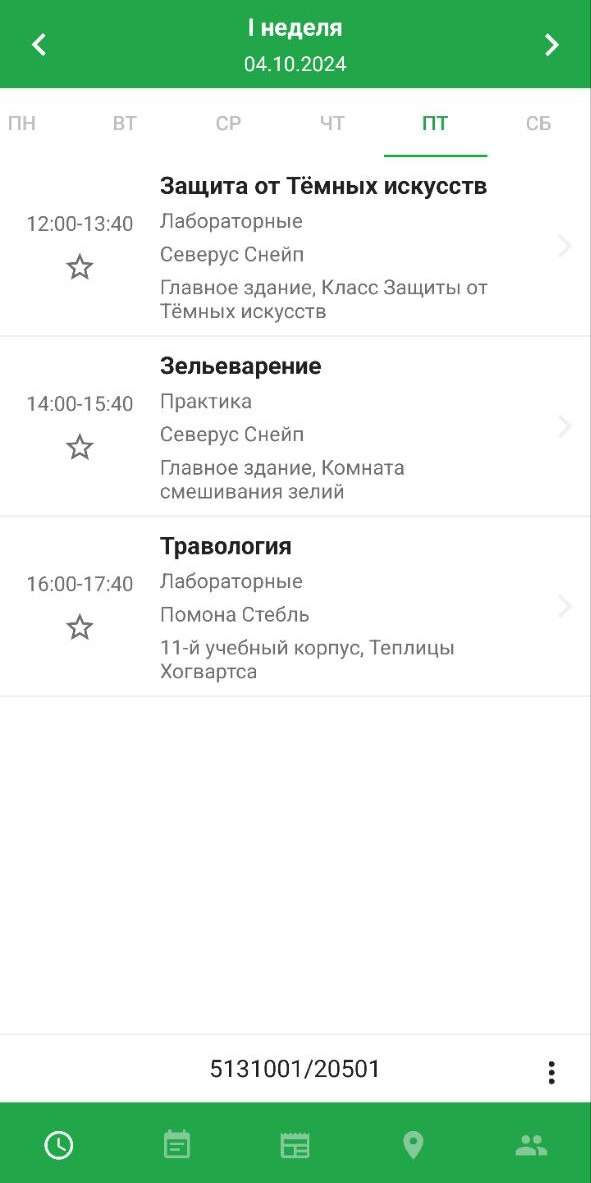 I неделя
04.10.2024
ПН ВТ СР ЧТ ПТ СБ
Защита от Тёмных искусств
12:00-13:40
Лабораторные
Северус Снейп
Главное здание, Класс Защиты от
Тёмных искусств
Зельеварение
14:00-15:40
Практика
Северус Снейп
Главное здание, Комната
смешивания зелий
Травология
16:00-17:40
Лабораторные
Помона Стебль
11-й учебный корпус, Теплицы
Хогвартса
5131001/20501